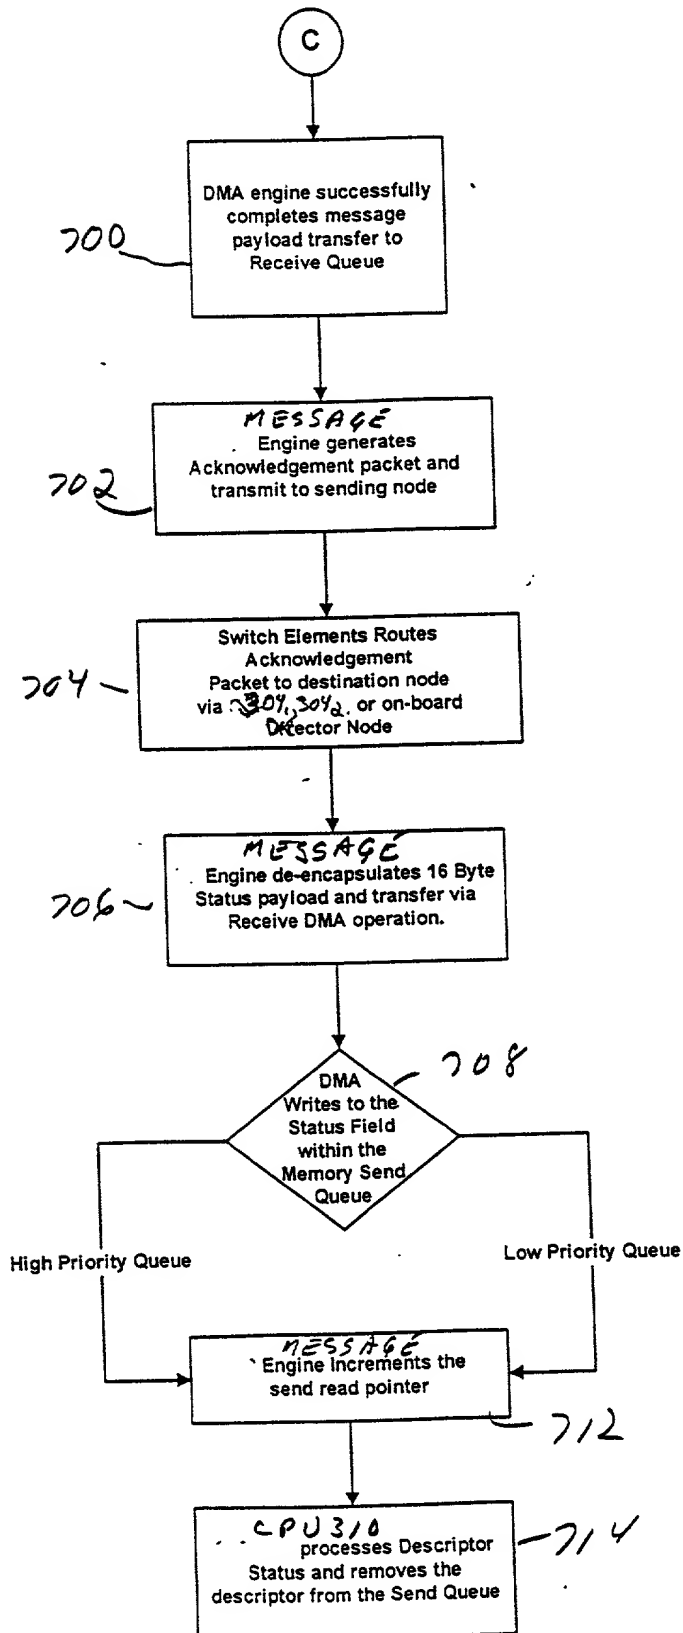 C
DMA engine successfully
completes message
payload transfer to
Receive Queue
700
MESSAGE
Engine generates
Acknowledgement packet and
transmit to sending node
702
Switch Elements Routes
Acknowledgement
Packet to destination node
via 304₁, 304₂. or on-board
Director Node
704
MESSAGE
Engine de-encapsulates 16 Byte
Status payload and transfer via
Receive DMA operation.
706
708
DMA
Writes to the
Status Field
within the
Memory Send
Queue
High Priority Queue
Low Priority Queue
MESSAGE
Engine Increments the
send read pointer
712
CPU 310
processes Descriptor
Status and removes the
descriptor from the Send Queue
714